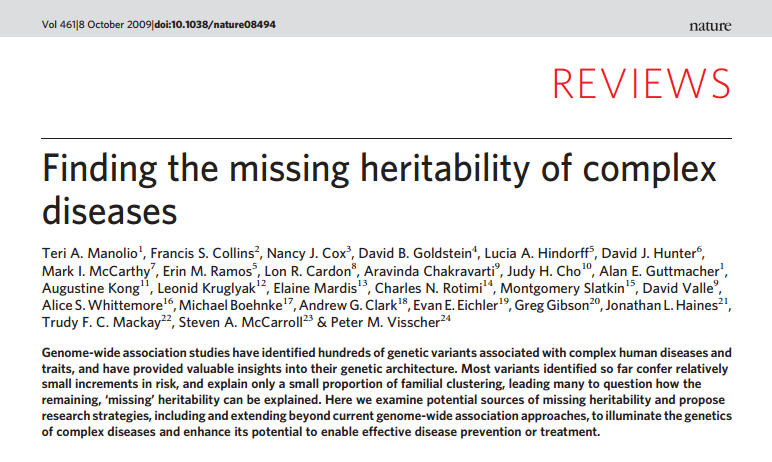 Vol 461|8 October 2009|doi:10.1038/nature08494 nature
REVIEWS
Finding the missing heritability of complex
diseases
Teri A. Manolio1, Francis S. Collins2, Nancy J. Cox3, David B. Goldstein4, Lucia A. Hindorff5, David J. Hunter6,
Mark I. McCarthy7, Erin M. Ramos5, Lon R. Cardon8, Aravinda Chakravarti9, Judy H. Cho10, Alan E. Guttmacher1,
Augustine Kong11, Leonid Kruglyak12, Elaine Mardis13, Charles N. Rotimi14, Montgomery Slatkin15, David Valle9,
Alice S. Whittemore16, Michael Boehnke17, Andrew G. Clark18, Evan E. Eichler19, Greg Gibson20, Jonathan L. Haines21,
Trudy F. C. Mackay22, Steven A. McCarroll23 & Peter M. Visscher24
Genome-wide association studies have identified hundreds of genetic variants associated with complex human diseases and
traits, and have provided valuable insights into their genetic architecture. Most variants identified so far confer relatively
small increments in risk, and explain only a small proportion of familial clustering, leading many to question how the
remaining, ‘missing’ heritability can be explained. Here we examine potential sources of missing heritability and propose
research strategies, including and extending beyond current genome-wide association approaches, to illuminate the genetics
of complex diseases and enhance its potential to enable effective disease prevention or treatment.